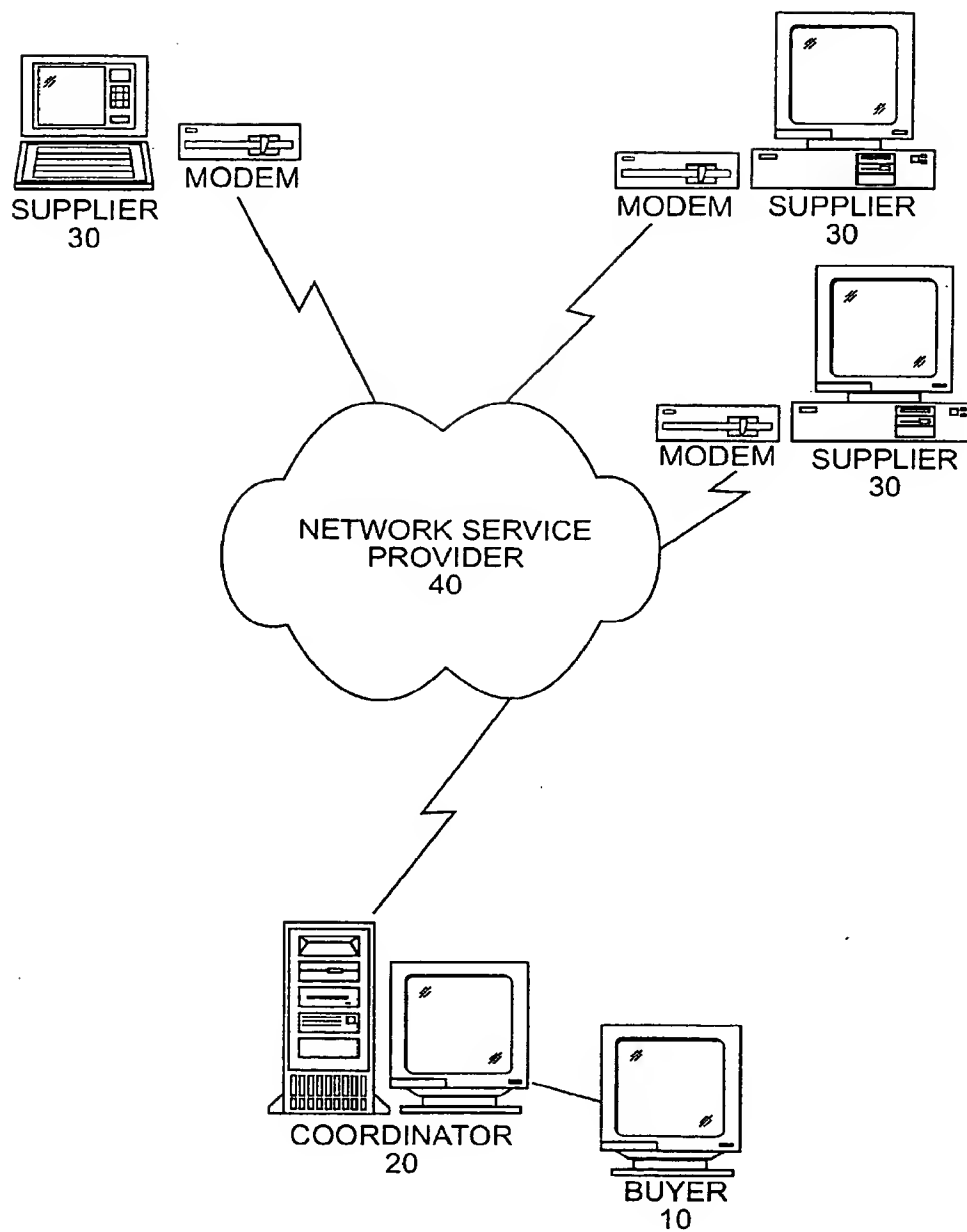 SUPPLIER
30
MODEM
MODEM
SUPPLIER
30
MODEM
SUPPLIER
30
NETWORK SERVICE
PROVIDER
40
COORDINATOR
20
BUYER
10